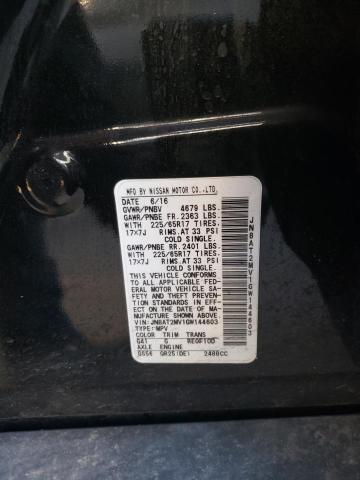 MFD BY NISSAN MOTOR CO.,LTD.
DATE 6/16
GVWR/PNBV 4679 LBS.
GAWR/PNBE FR. 2363 LBS.
WITH 225/65R17 TIRES.
17x7J RIMS.AT 33 PSI
COLD SINGLE.
GAWR/PNBE RR. 2401 LBS.
WITH 225/65R17 TIRES.
17x7J RIMS.AT 33 PSI
COLD SINGLE.
THIS VEHICLE CONFORMS
TO ALL APPLICABLE FED-
ERAL MOTOR VEHICLE SA-
FETY AND THEFT PREVEN-
TION STANDARDS IN EFF-
ECT ON THE DATE OF MA-
NUFACTURE SHOWN ABOVE.
VIN:JN8AT2MV1GW144603
TYPE:MPV
COLOR TRIM TRANS
G41 G RE0F10D
AXLE ENGINE
GS56 QR25(DE) 2488CC
JN8AT2MV1GW144603